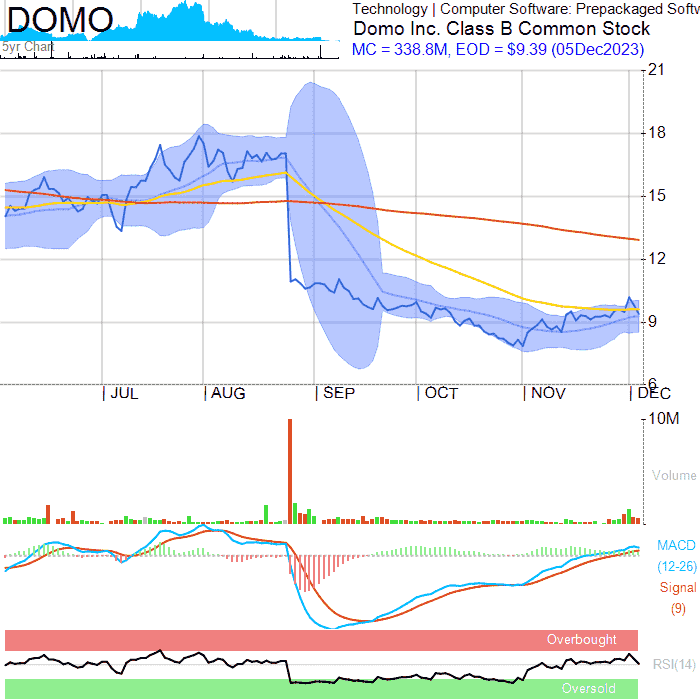 DOMO
5yr Chart
Technology | Computer Software: Prepackaged Softw
Domo Inc. Class B Common Stock
MC = 338.8M, EOD = $9.39 (05Dec2023)
21
18
15
12
9
6
JUL AUG SEP OCT NOV DEC
10M
Volume
MACD
(12-26)
Signal
(9)
Overbought
RSI(14)
Oversold